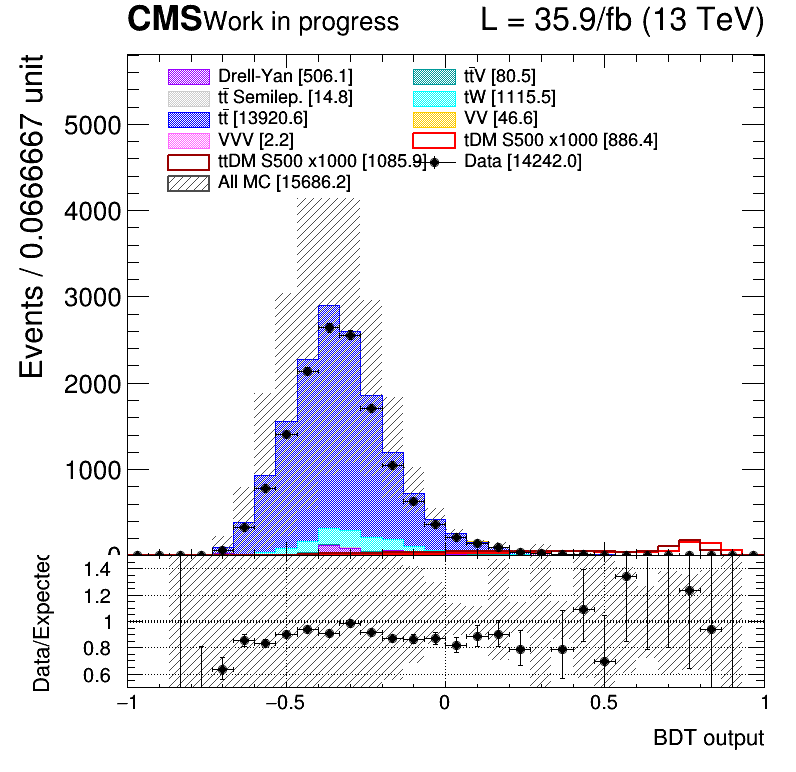 CMS Work in progress L = 35.9/fb (13 TeV)
Drell-Yan [506.1] tt̄V [80.5]
tt̄ Semilep. [14.8] tW [1115.5]
tt̄ [13920.6] VV [46.6]
VVV [2.2] tDM S500 x1000 [886.4]
ttDM S500 x1000 [1085.9] Data [14242.0]
All MC [15686.2]
Events / 0.0666667 unit
5000
4000
3000
2000
1000
0
Data/Expected
1.4
1.2
1
0.8
0.6
−1 −0.5 0 0.5 1
BDT output